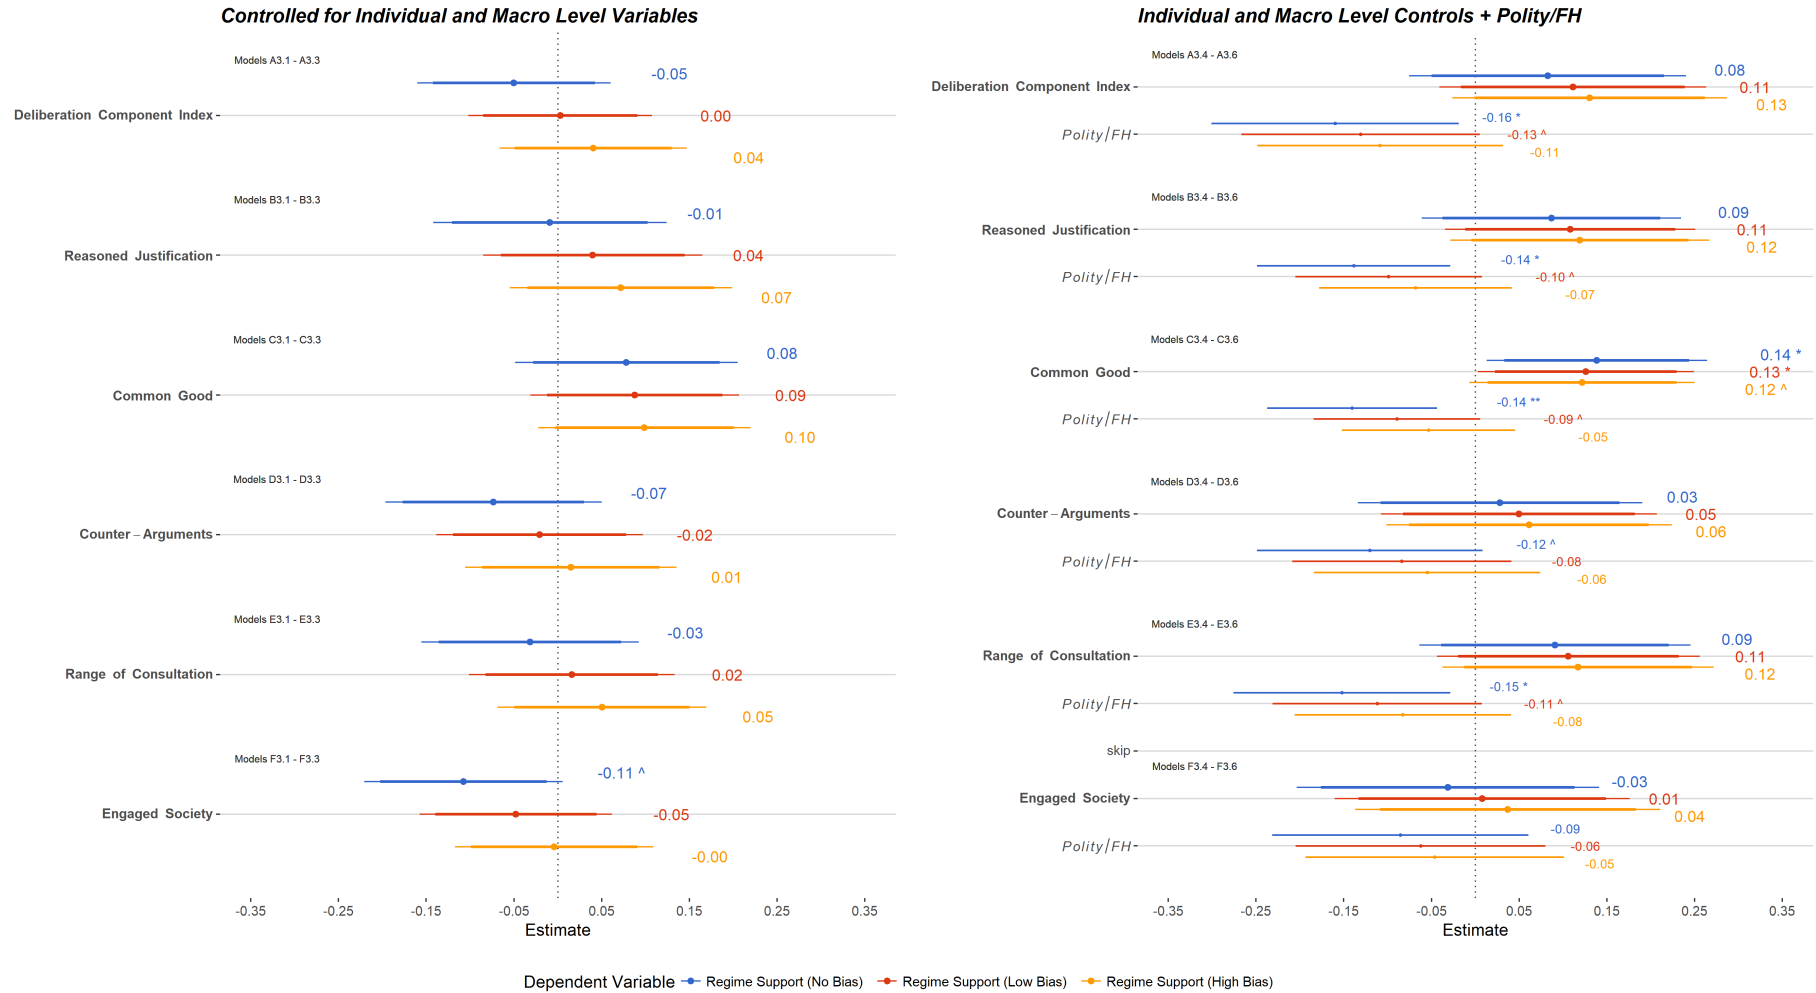 Controlled for Individual and Macro Level Variables
Models A3.1 - A3.3
-0.05
Deliberation Component Index
0.00
0.04
Models B3.1 - B3.3
-0.01
Reasoned Justification
0.04
0.07
Models C3.1 - C3.3
0.08
Common Good
0.09
0.10
Models D3.1 - D3.3
-0.07
Counter–Arguments
-0.02
0.01
Models E3.1 - E3.3
-0.03
Range of Consultation
0.02
0.05
Models F3.1 - F3.3
-0.11 ^
Engaged Society
-0.05
-0.00
-0.35 -0.25 -0.15 -0.05 0.05 0.15 0.25 0.35
Estimate
Individual and Macro Level Controls + Polity/FH
Models A3.4 - A3.6
0.08
Deliberation Component Index
0.11
0.13
-0.16 *
Polity/FH
-0.13 ^
-0.11
Models B3.4 - B3.6
0.09
Reasoned Justification
0.11
0.12
-0.14 *
Polity/FH
-0.10 ^
-0.07
Models C3.4 - C3.6
0.14 *
Common Good
0.13 *
0.12 ^
-0.14 **
Polity/FH
-0.09 ^
-0.05
Models D3.4 - D3.6
0.03
Counter–Arguments
0.05
0.06
-0.12 ^
Polity/FH
-0.08
-0.06
Models E3.4 - E3.6
0.09
Range of Consultation
0.11
0.12
-0.15 *
Polity/FH
-0.11 ^
-0.08
skip
Models F3.4 - F3.6
-0.03
Engaged Society
0.01
0.04
-0.09
Polity/FH
-0.06
-0.05
-0.35 -0.25 -0.15 -0.05 0.05 0.15 0.25 0.35
Estimate
Dependent Variable Regime Support (No Bias) Regime Support (Low Bias) Regime Support (High Bias)